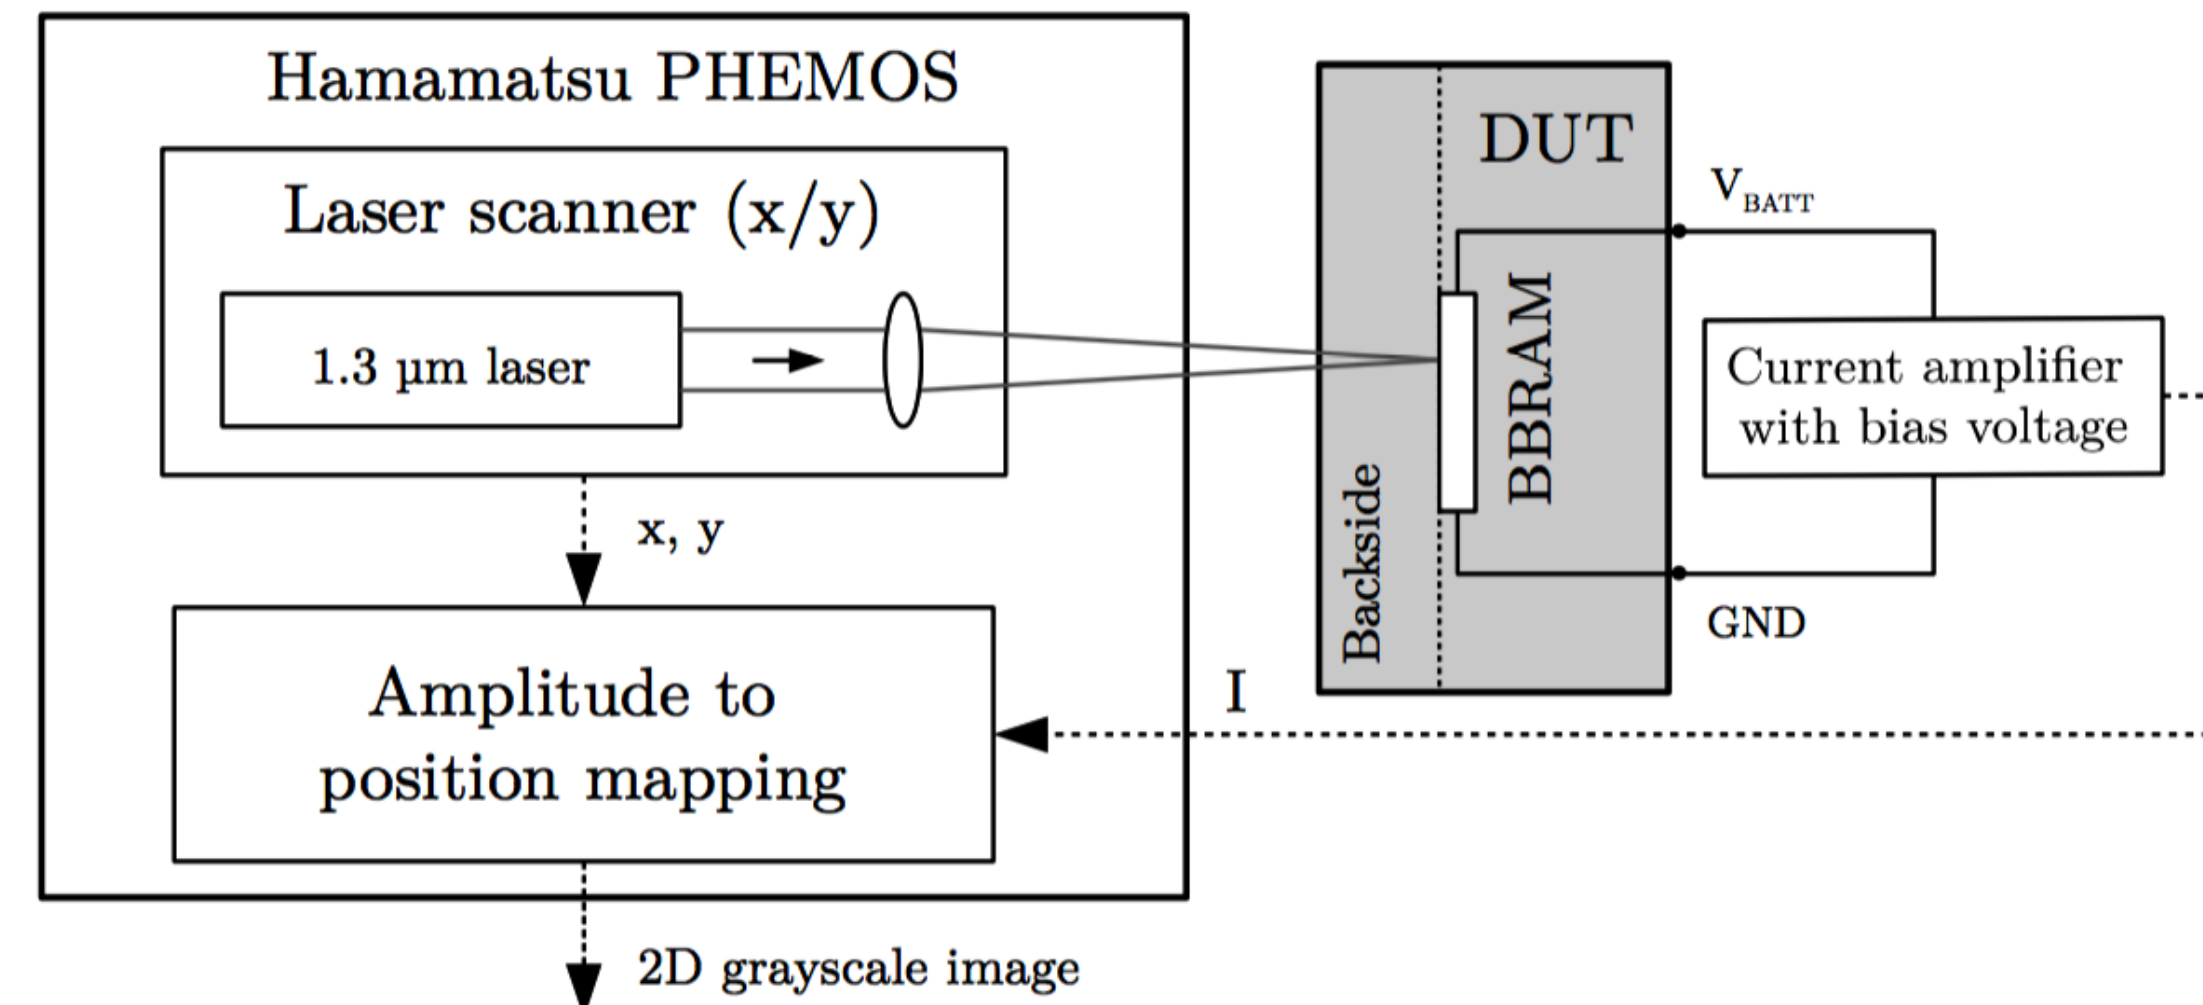 Hamamatsu PHEMOS
Laser scanner (x/y)
1.3 µm laser
x, y
Amplitude to
position mapping
2D grayscale image
I
DUT
Backside
BBRAM
V_BATT
Current amplifier
with bias voltage
GND